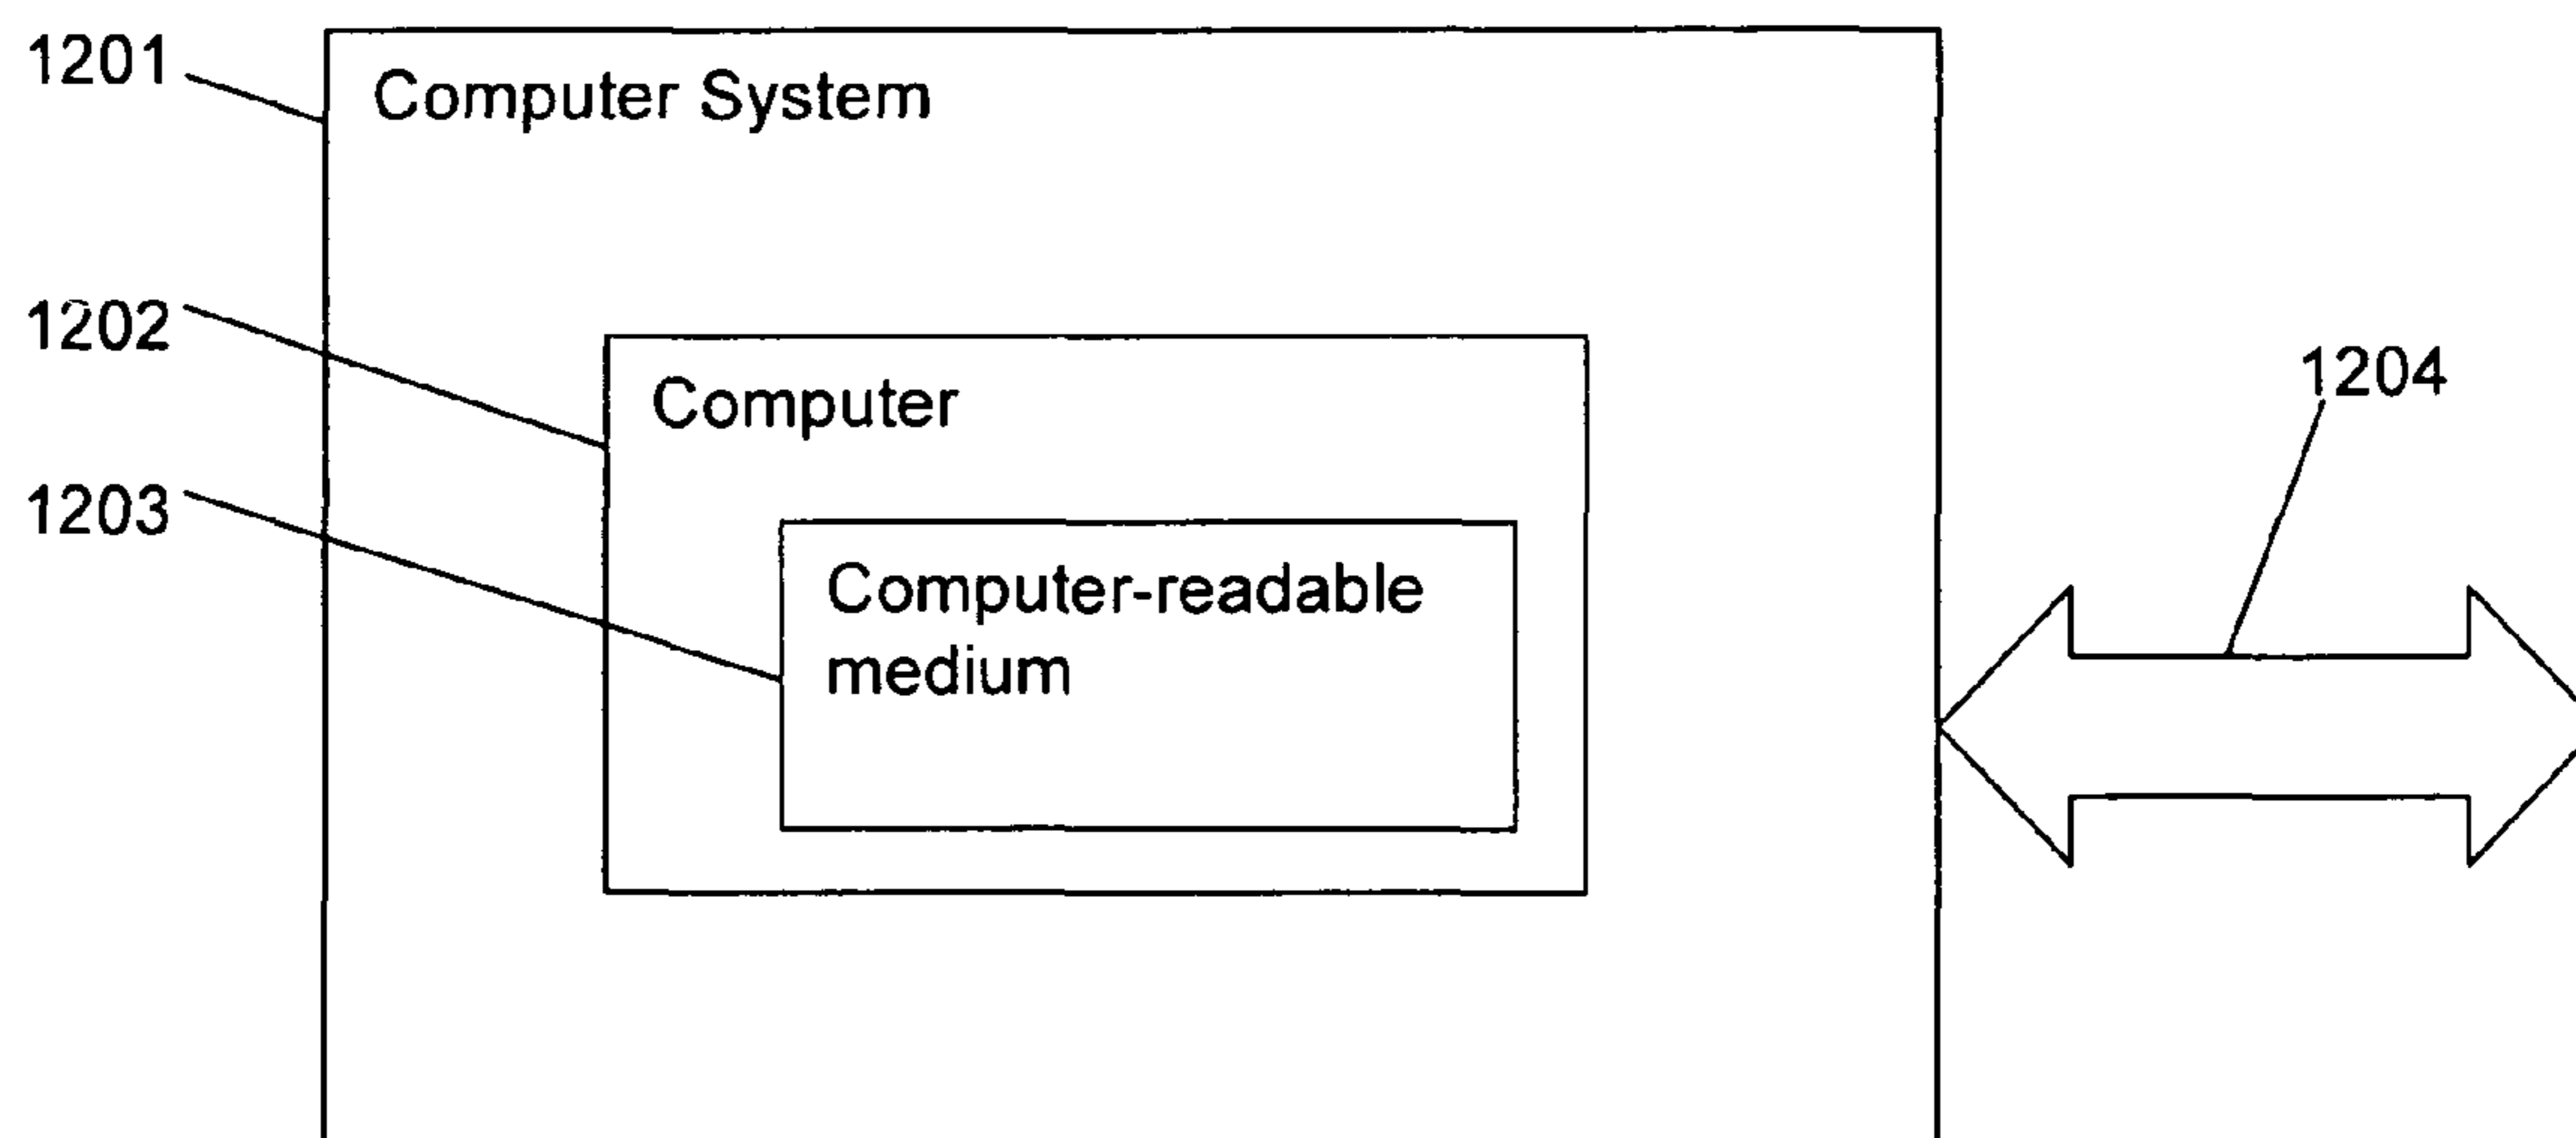 1201
Computer System
1202
Computer
1204
1203
Computer-readable
medium